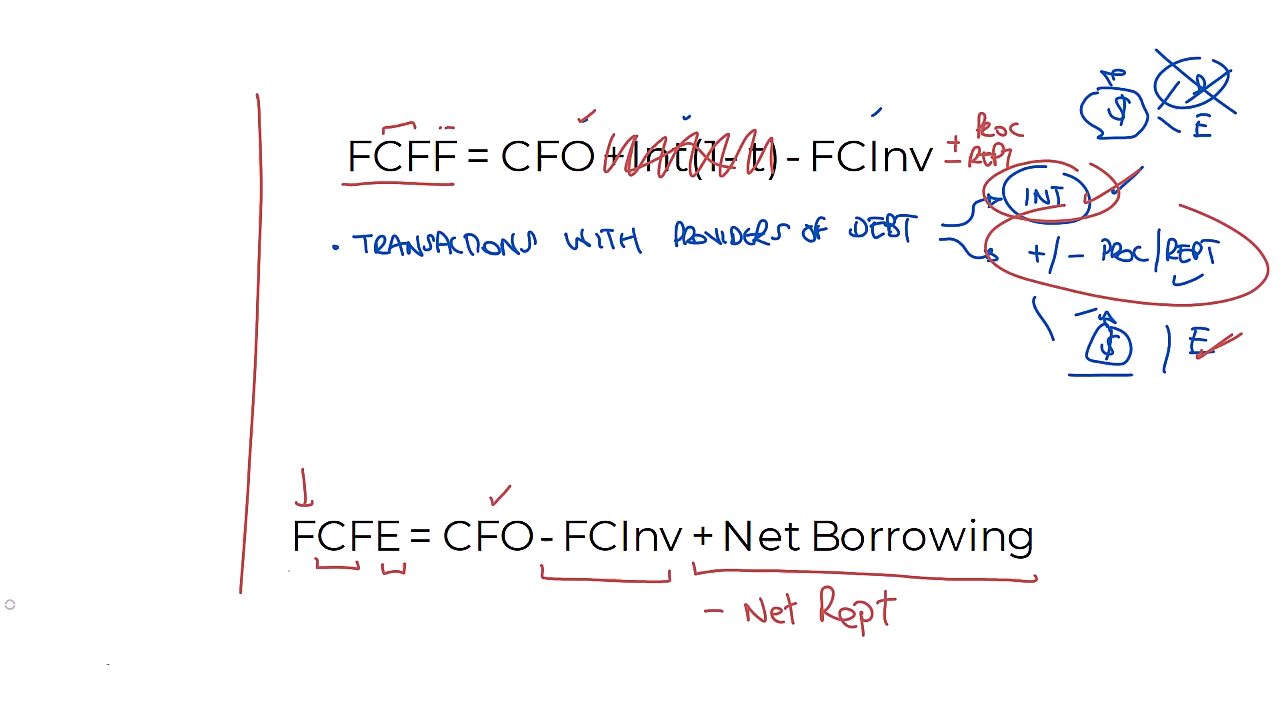 $ D
E
+ PROC
FCFF = CFO + Int(1- t) - FCInv - REPT
INT
• TRANSACTIONS WITH PROVIDERS OF DEBT
+/- PROC/REPT
$ | E
FCFE = CFO - FCInv + Net Borrowing
- Net Rept